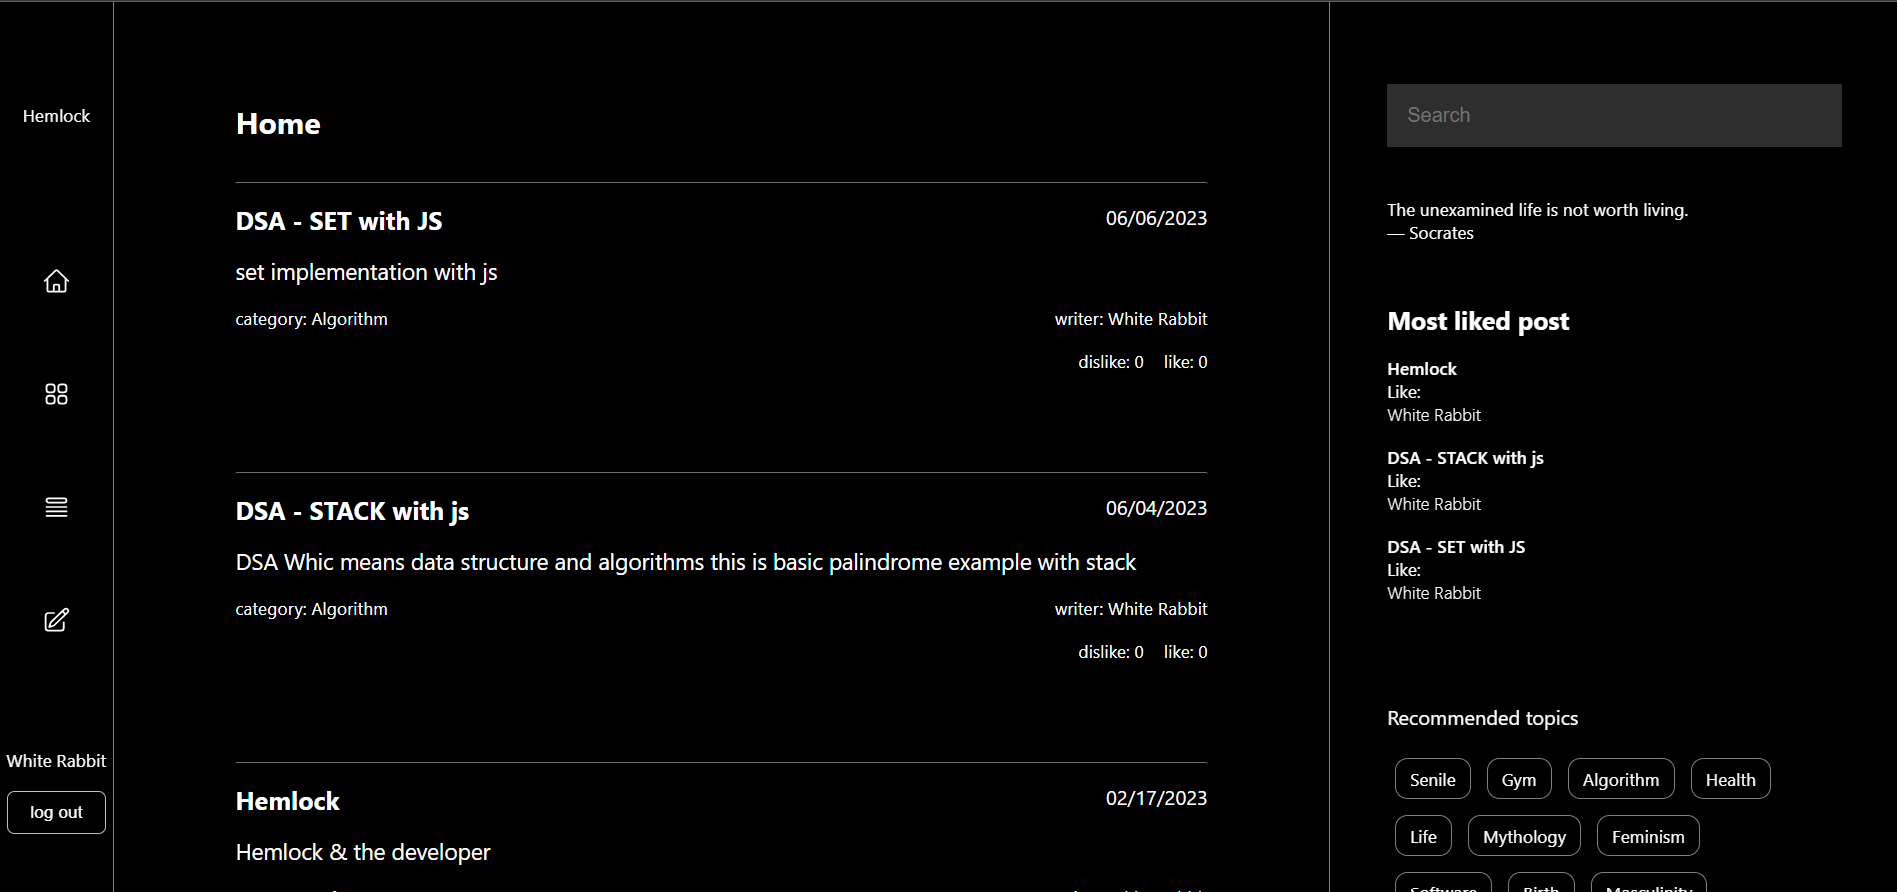 Hemlock
White Rabbit
log out
Home
DSA - SET with JS
06/06/2023
set implementation with js
category: Algorithm
writer: White Rabbit
dislike: 0 like: 0
DSA - STACK with js
06/04/2023
DSA Whic means data structure and algorithms this is basic palindrome example with stack
category: Algorithm
writer: White Rabbit
dislike: 0 like: 0
Hemlock
02/17/2023
Hemlock & the developer
Search
The unexamined life is not worth living.
— Socrates
Most liked post
Hemlock
Like:
White Rabbit
DSA - STACK with js
Like:
White Rabbit
DSA - SET with JS
Like:
White Rabbit
Recommended topics
Senile Gym Algorithm Health
Life Mythology Feminism
Software Birth Masculinity